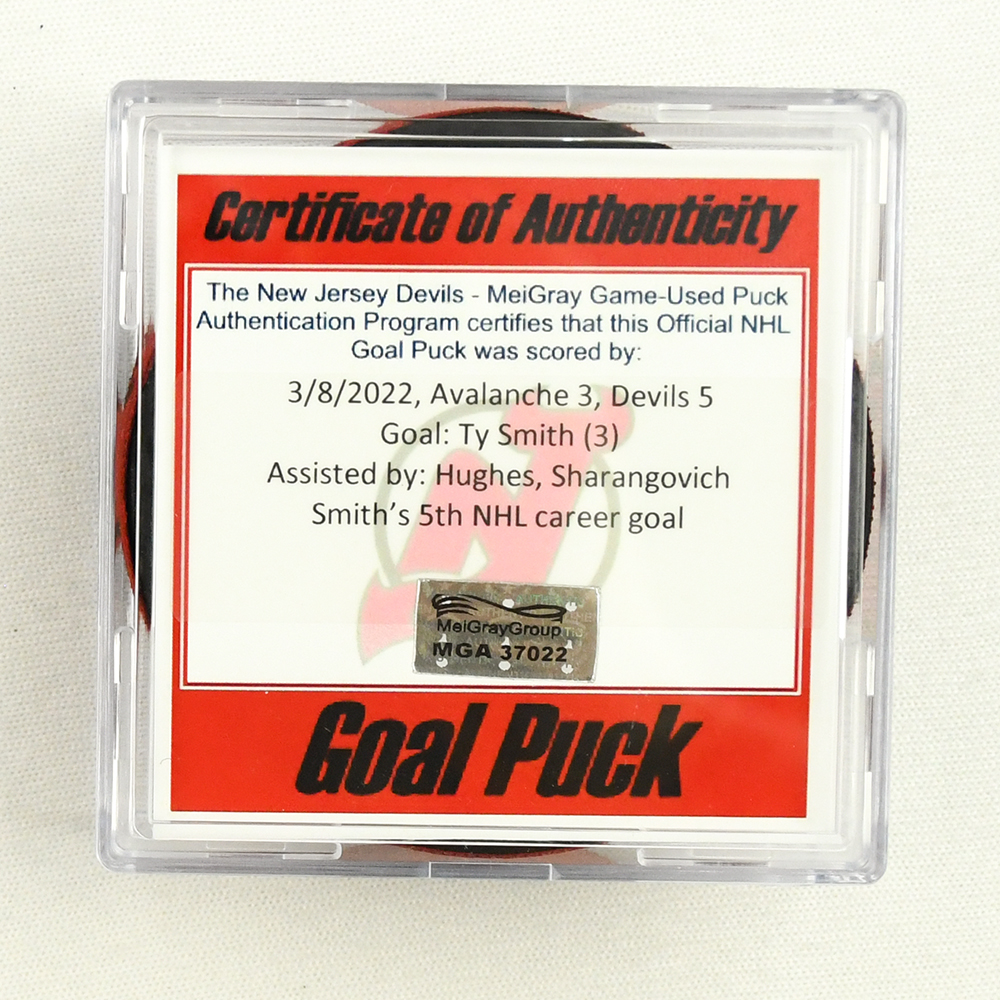 Certificate of Authenticity
The New Jersey Devils - MeiGray Game-Used Puck
Authentication Program certifies that this Official NHL
Goal Puck was scored by:
3/8/2022, Avalanche 3, Devils 5
Goal: Ty Smith (3)
Assisted by: Hughes, Sharangovich
Smith's 5th NHL career goal
MeiGrayGroup
MGA 37022
Goal Puck